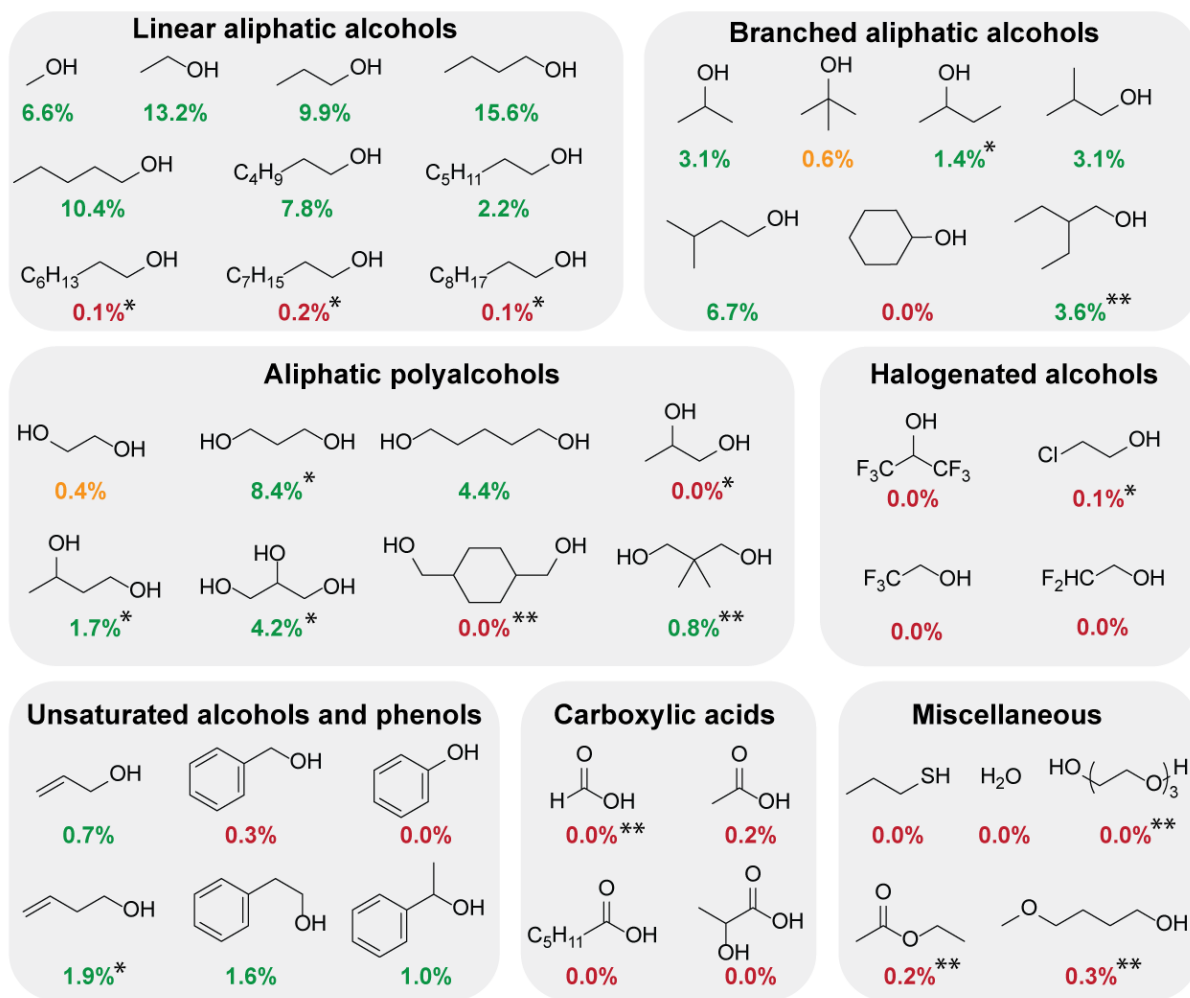 Linear aliphatic alcohols
OH OH OH OH
6.6% 13.2% 9.9% 15.6%
OH C4H9 OH C5H11 OH
10.4% 7.8% 2.2%
C6H13 OH C7H15 OH C8H17 OH
0.1%* 0.2%* 0.1%*
Branched aliphatic alcohols
OH OH OH OH
3.1% 0.6% 1.4%* 3.1%
OH OH OH
6.7% 0.0% 3.6%**
Aliphatic polyalcohols
HO OH HO OH HO OH OH OH
0.4% 8.4%* 4.4% 0.0%*
OH OH HO HO OH HO OH HO OH
1.7%* 4.2%* 0.0%** 0.8%**
Halogenated alcohols
OH F3C CF3 Cl OH
0.0% 0.1%*
F3C OH F2HC OH
0.0% 0.0%
Unsaturated alcohols and phenols
OH OH OH
0.7% 0.3% 0.0%
OH OH OH
1.9%* 1.6% 1.0%
Carboxylic acids
O H OH O OH
0.0%** 0.2%
C5H11 O OH O OH OH
0.0% 0.0%
Miscellaneous
SH H2O HO ( O )3 H
0.0% 0.0% 0.0%**
O O O OH
0.2%** 0.3%**